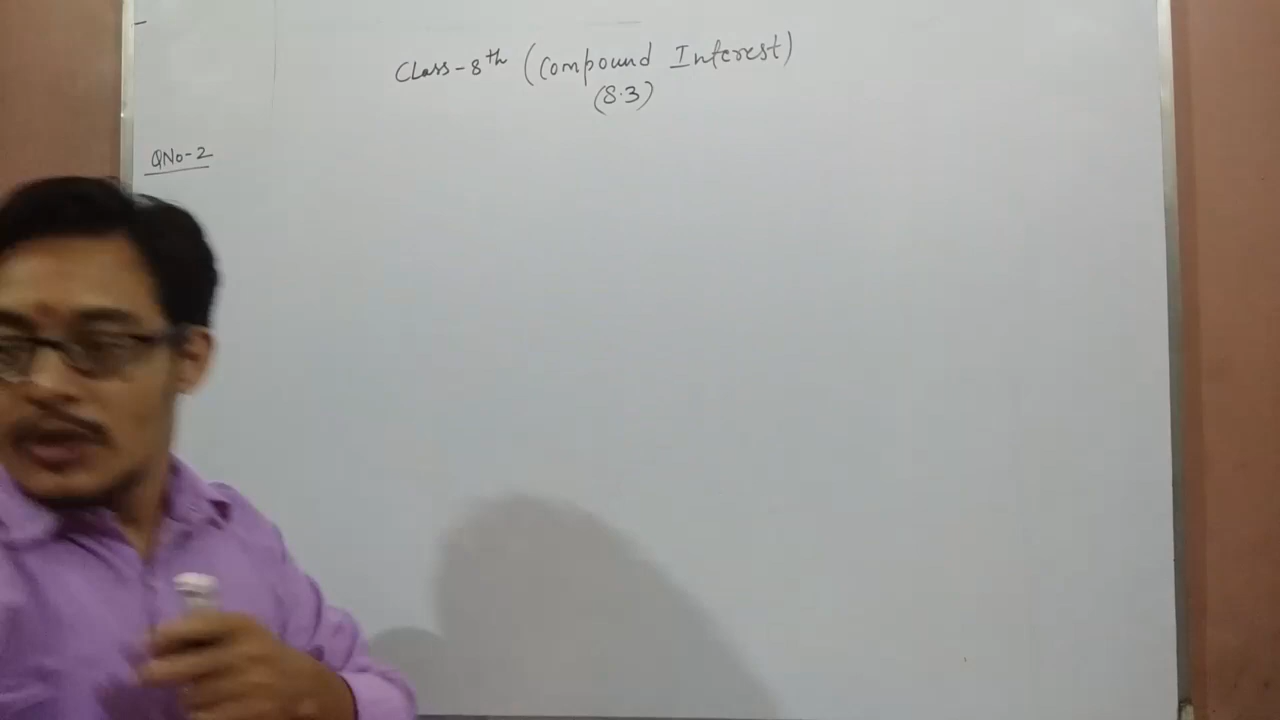 Class-8th (Compound Interest)
(8.3)
QNo-2